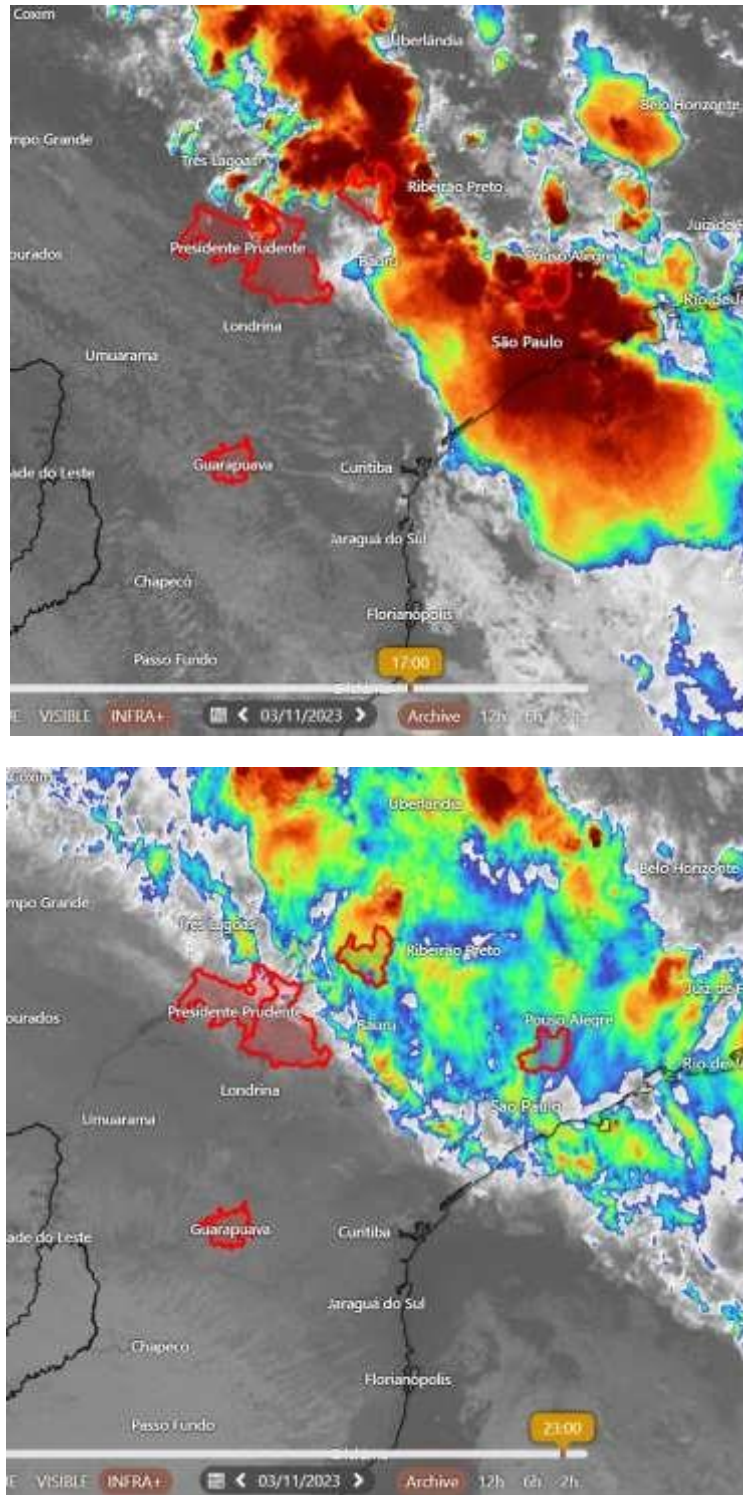 Coxim
Uberlândia
Belo Horizonte
mpo Grande
Três Lagoas
Ribeirao Preto
Juiz de F
Presidente Prudente
ourados
Bauru
Pouso Alegre
Rio de J
Londrina
São Paulo
Umuarama
ade do Leste
Guarapuava
Curitiba
Jaraguá do Sul
Chapecó
Florianópolis
Passo Fundo
17:00
E VISIBLE INFRA+ < 03/11/2023 > Archive 12h 6h 2h
Coxim
Uberlândia
Belo Horizonte
mpo Grande
Três Lagoas
Ribeirao Preto
Juiz de F
Presidente Prudente
ourados
Bauru
Pouso Alegre
Rio de J
Londrina
São Paulo
Umuarama
ade do Leste
Guarapuava
Curitiba
Jaraguá do Sul
Chapecó
Florianópolis
Passo Fundo
23:00
E VISIBLE INFRA+ < 03/11/2023 > Archive 12h 6h -2h